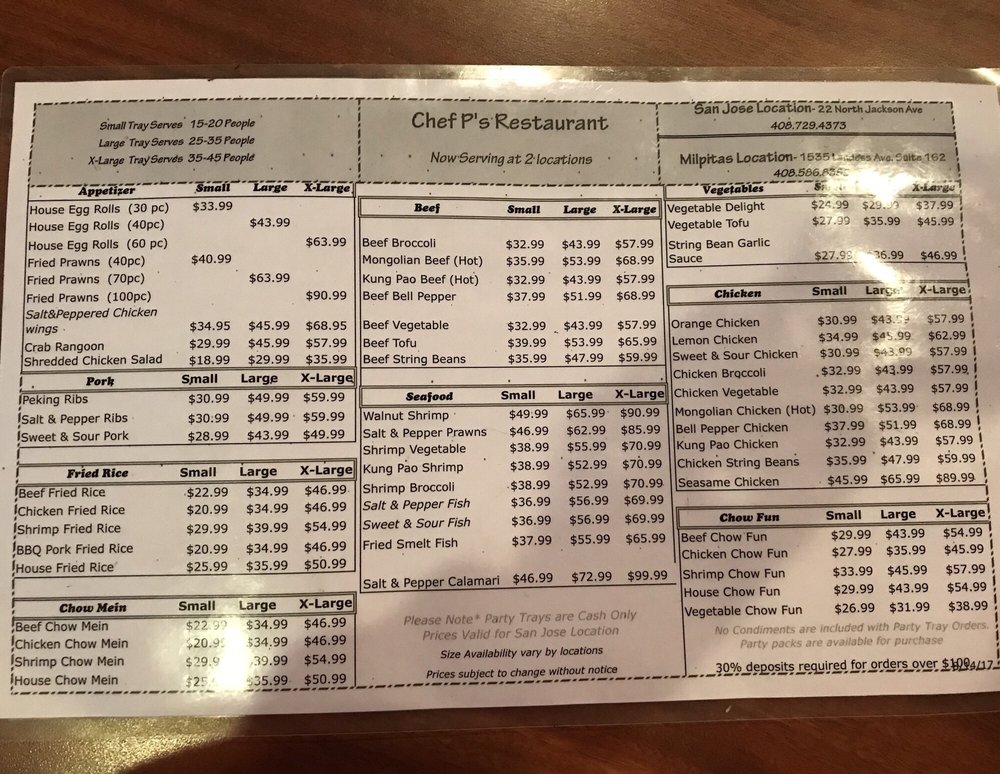 Small Tray Serves 15-20 People
Large Tray Serves 25-35 People
X-Large Tray Serves 35-45 People
Appetizer Small Large X-Large
House Egg Rolls (30 pc) $33.99
House Egg Rolls (40pc) $43.99
House Egg Rolls (60 pc) $63.99
Fried Prawns (40pc) $40.99
Fried Prawns (70pc) $63.99
Fried Prawns (100pc) $90.99
Salt&Peppered Chicken
wings $34.95 $45.99 $68.95
Crab Rangoon $29.99 $45.99 $57.99
Shredded Chicken Salad $18.99 $29.99 $35.99
Pork Small Large X-Large
Peking Ribs $30.99 $49.99 $59.99
Salt & Pepper Ribs $30.99 $49.99 $59.99
Sweet & Sour Pork $28.99 $43.99 $49.99
Fried Rice Small Large X-Large
Beef Fried Rice $22.99 $34.99 $46.99
Chicken Fried Rice $20.99 $34.99 $46.99
Shrimp Fried Rice $29.99 $39.99 $54.99
BBQ Pork Fried Rice $20.99 $34.99 $46.99
House Fried Rice $25.99 $35.99 $50.99
Chow Mein Small Large X-Large
Beef Chow Mein $22.99 $34.99 $46.99
Chicken Chow Mein $34.99 $46.99
Shrimp Chow Mein $54.99
House Chow Mein $35.99 $50.99
Chef P's Restaurant
Now Serving at 2 locations
Beef Small Large X-Large
Beef Broccoli $32.99 $43.99 $57.99
Mongolian Beef (Hot) $35.99 $53.99 $68.99
Kung Pao Beef (Hot) $32.99 $43.99 $57.99
Beef Bell Pepper $37.99 $51.99 $68.99
Beef Vegetable $32.99 $43.99 $57.99
Beef Tofu $39.99 $53.99 $65.99
Beef String Beans $35.99 $47.99 $59.99
Seafood Small Large X-Large
Walnut Shrimp $49.99 $65.99 $90.99
Salt & Pepper Prawns $46.99 $62.99 $85.99
Shrimp Vegetable $38.99 $55.99 $70.99
Kung Pao Shrimp $38.99 $52.99 $70.99
Shrimp Broccoli $38.99 $52.99 $70.99
Salt & Pepper Fish $36.99 $56.99 $69.99
Sweet & Sour Fish $36.99 $56.99 $69.99
Fried Smelt Fish $37.99 $55.99 $65.99
Salt & Pepper Calamari $46.99 $72.99 $99.99
Please Note* Party Trays are Cash Only
Prices Valid for San Jose Location
Size Availability vary by locations
Prices subject to change without notice
San Jose Location- 22 North Jackson Ave
408.729.4373
Milpitas Location- 1535 Landess Ave. Suite 162
Vegetables X-Large
Vegetable Delight $24.99 $29.99 $37.99
Vegetable Tofu $27.99 $35.99 $45.99
String Bean Garlic
Sauce $27.99 $36.99 $46.99
Chicken Small Large X-Large
Orange Chicken $30.99 $43.99 $57.99
Lemon Chicken $34.99 $45.99 $62.99
Sweet & Sour Chicken $30.99 $43.99 $57.99
Chicken Broccoli $32.99 $43.99 $57.99
Chicken Vegetable $32.99 $43.99 $57.99
Mongolian Chicken (Hot) $30.99 $53.99 $68.99
Bell Pepper Chicken $37.99 $51.99 $68.99
Kung Pao Chicken $32.99 $43.99 $57.99
Chicken String Beans $35.99 $47.99 $59.99
Seasame Chicken $45.99 $65.99 $89.99
Chow Fun Small Large X-Large
Beef Chow Fun $29.99 $43.99 $54.99
Chicken Chow Fun $27.99 $35.99 $45.99
Shrimp Chow Fun $33.99 $45.99 $57.99
House Chow Fun $29.99 $43.99 $54.99
Vegetable Chow Fun $26.99 $31.99 $38.99
No Condiments are included with Party Tray Orders.
Party packs are available for purchase
30% deposits required for orders over $100